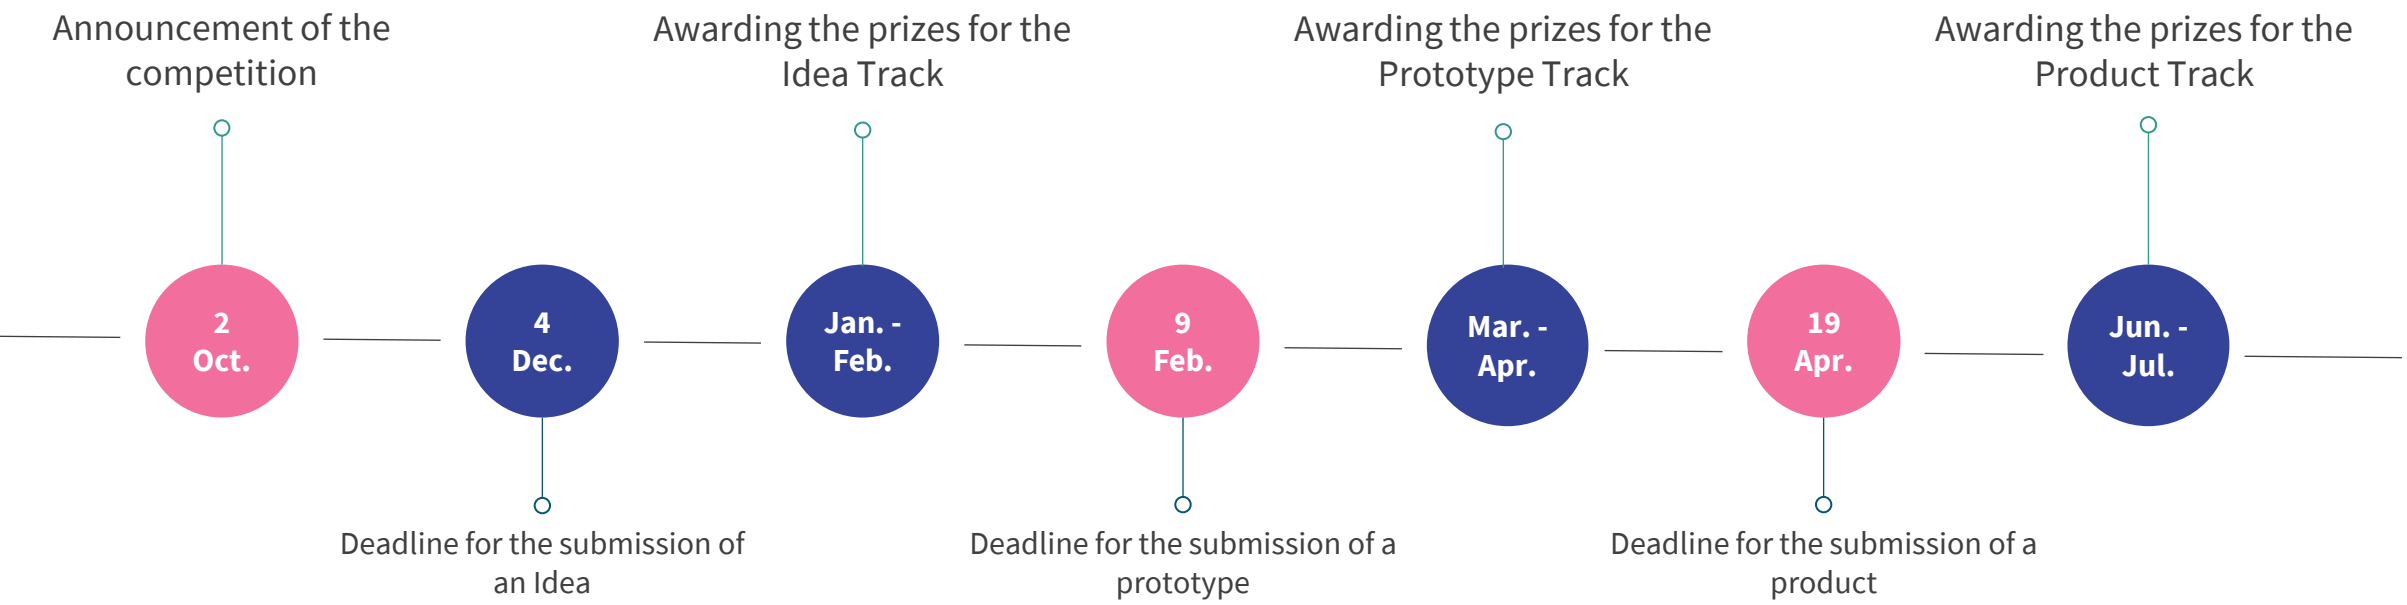 Announcement of the
competition
Awarding the prizes for the
Idea Track
Awarding the prizes for the
Prototype Track
Awarding the prizes for the
Product Track
2
Oct.
4
Dec.
Jan. -
Feb.
9
Feb.
Mar. -
Apr.
19
Apr.
Jun. -
Jul.
Deadline for the submission of
an Idea
Deadline for the submission of a
prototype
Deadline for the submission of a
product